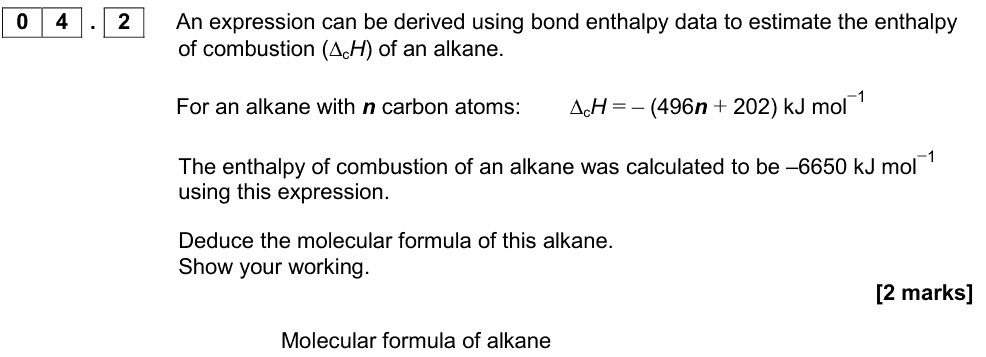 0 4 . 2 An expression can be derived using bond enthalpy data to estimate the enthalpy
of combustion (ΔcH) of an alkane.
For an alkane with n carbon atoms: ΔcH = – (496n + 202) kJ mol⁻¹
The enthalpy of combustion of an alkane was calculated to be –6650 kJ mol⁻¹
using this expression.
Deduce the molecular formula of this alkane.
Show your working.
[2 marks]
Molecular formula of alkane